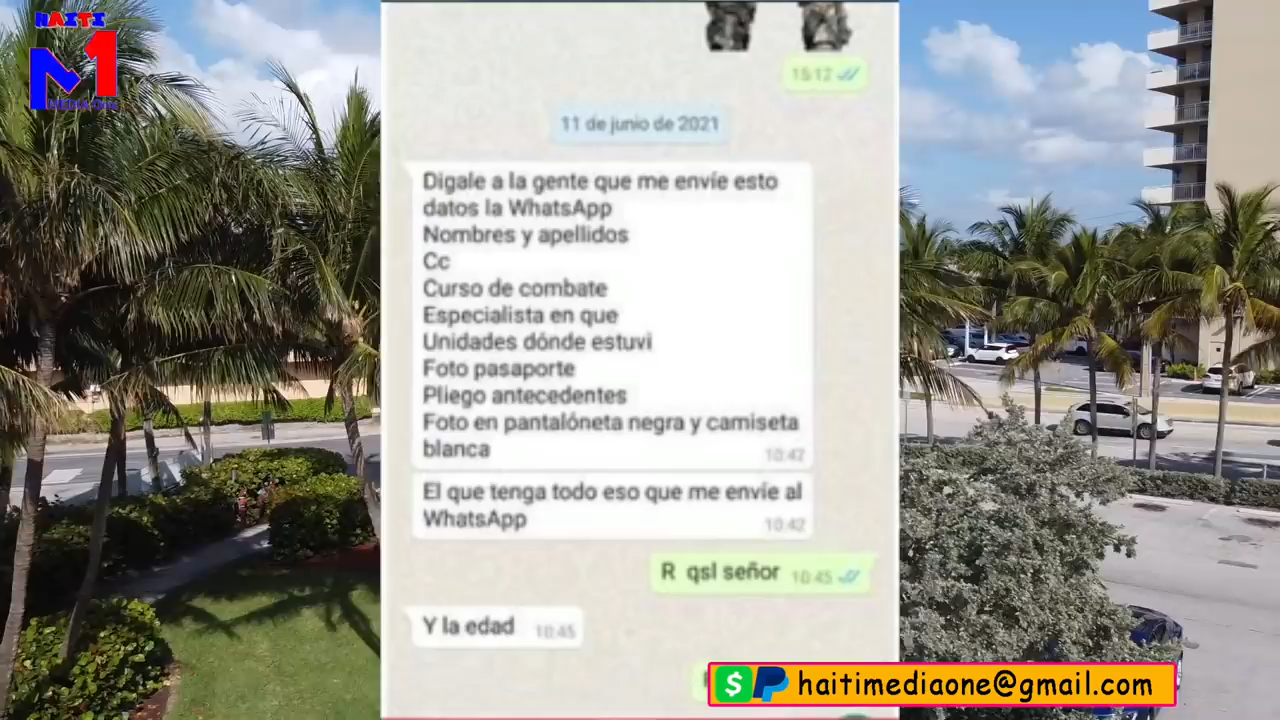 HAITI
M1
MEDIA One
15:12
11 de junio de 2021
Digale a la gente que me envíe esto
datos la WhatsApp
Nombres y apellidos
Cc
Curso de combate
Especialista en que
Unidades dónde estuvi
Foto pasaporte
Pliego antecedentes
Foto en pantalóneta negra y camiseta
blanca
10:42
El que tenga todo eso que me envíe al
WhatsApp
10:42
R qsl señor 10:45
Y la edad 10:45
$ P haitimediaone@gmail.com